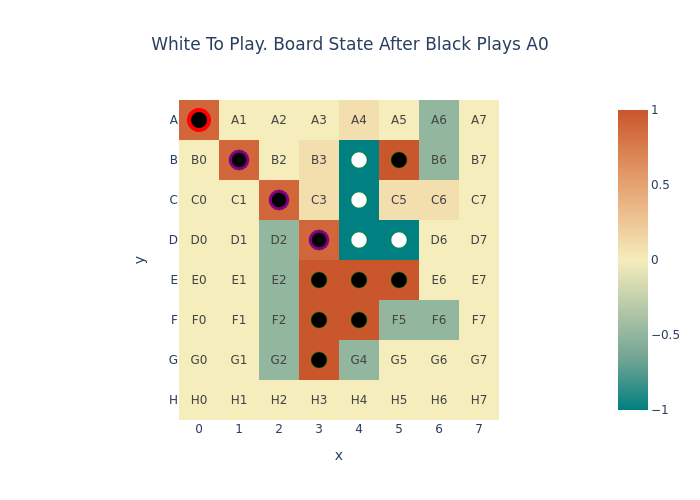 White To Play. Board State After Black Plays A0
A A1 A2 A3 A4 A5 A6 A7 1
B B0 B2 B3 B6 B7
C C0 C1 C3 C5 C6 C7 0.5
D D0 D1 D2 D6 D7
y 0
E E0 E1 E2 E6 E7
F F0 F1 F2 F5 F6 F7 −0.5
G G0 G1 G2 G4 G5 G6 G7
H H0 H1 H2 H3 H4 H5 H6 H7 −1
0 1 2 3 4 5 6 7
x